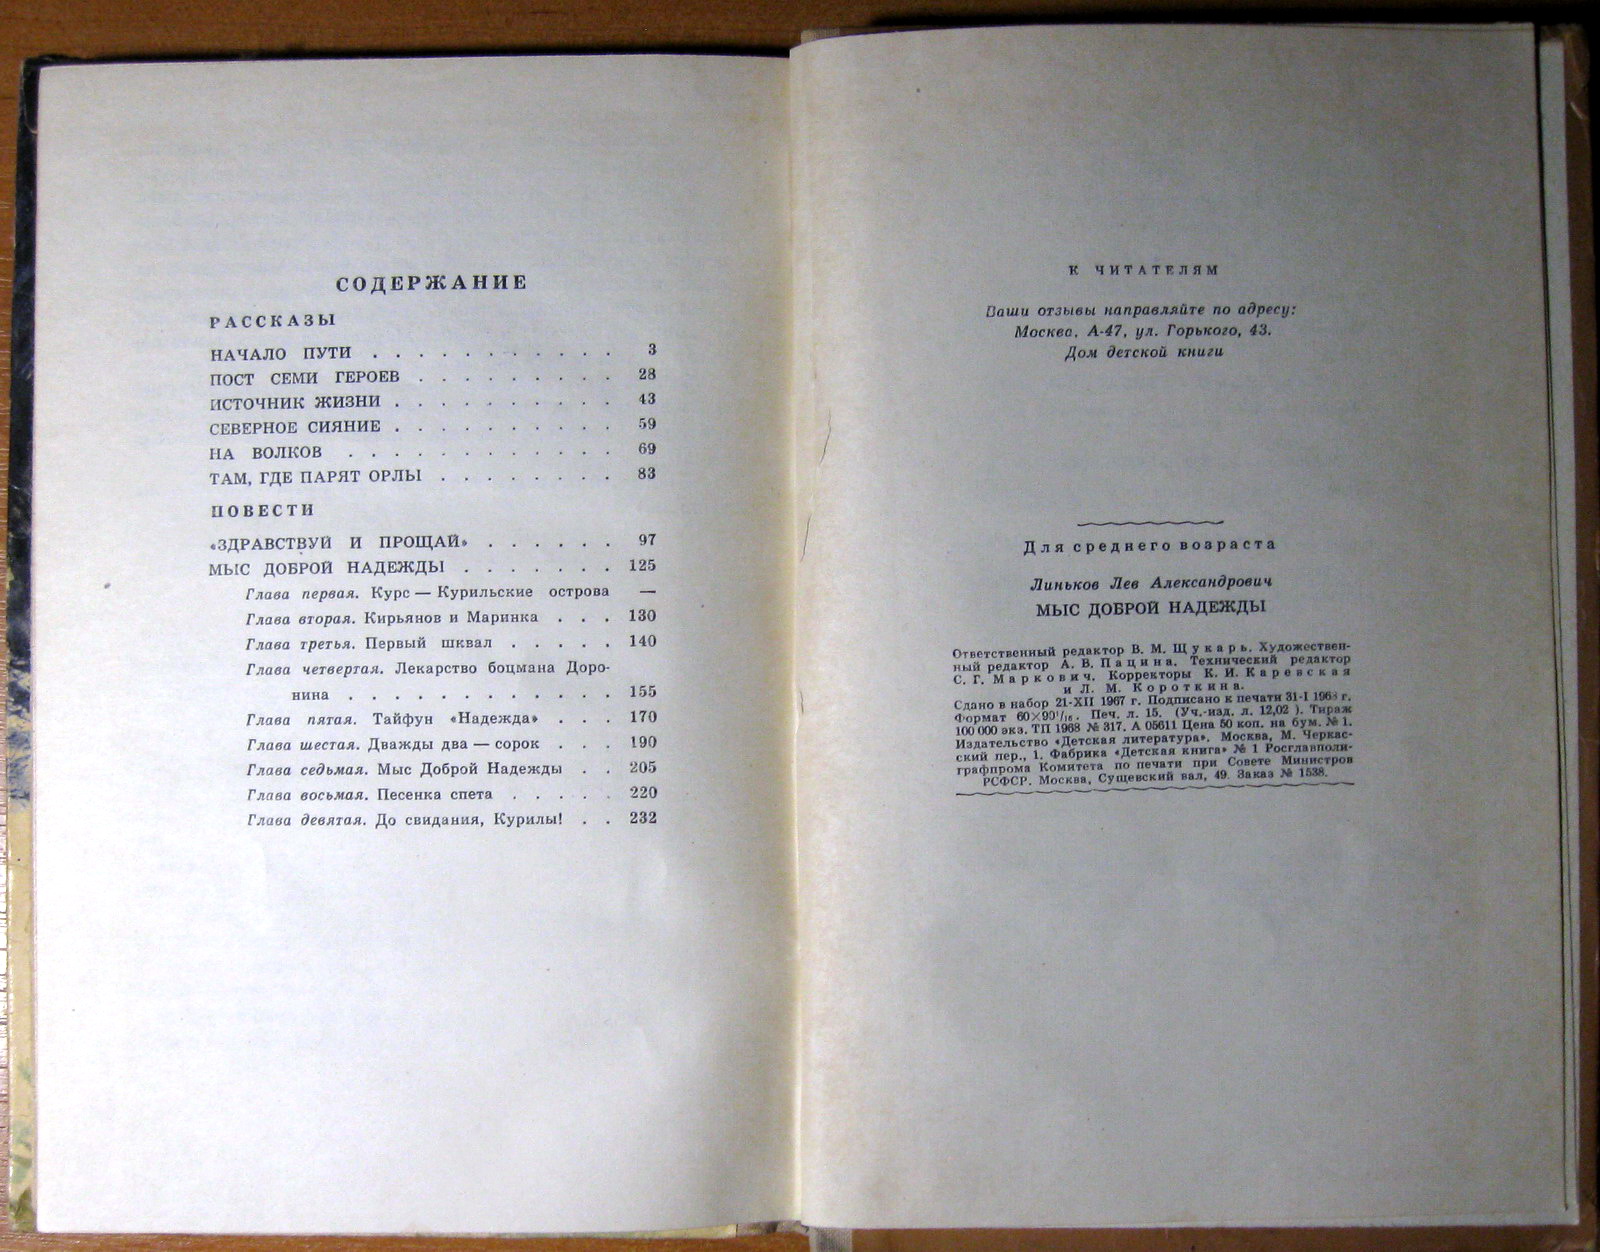 СОДЕРЖАНИЕ
РАССКАЗЫ
НАЧАЛО ПУТИ . . . . . . . . . . . 3
ПОСТ СЕМИ ГЕРОЕВ . . . . . . . . . 28
ИСТОЧНИК ЖИЗНИ . . . . . . . . . . 43
СЕВЕРНОЕ СИЯНИЕ . . . . . . . . . . 59
НА ВОЛКОВ . . . . . . . . . . . . 69
ТАМ, ГДЕ ПАРЯТ ОРЛЫ . . . . . . . . 83
ПОВЕСТИ
«ЗДРАВСТВУЙ И ПРОЩАЙ» . . . . . . 97
МЫС ДОБРОЙ НАДЕЖДЫ . . . . . . . 125
Глава первая. Курс — Курильские острова —
Глава вторая. Кирьянов и Маринка . . . 130
Глава третья. Первый шквал . . . . . 140
Глава четвертая. Лекарство боцмана Доро-
нина . . . . . . . . . . . . 155
Глава пятая. Тайфун «Надежда» . . . 170
Глава шестая. Дважды два — сорок . . . 190
Глава седьмая. Мыс Доброй Надежды . . 205
Глава восьмая. Песенка спета . . . . . 220
Глава девятая. До свидания, Курилы! . . 232
К ЧИТАТЕЛЯМ
Ваши отзывы направляйте по адресу:
Москва, А-47, ул. Горького, 43.
Дом детской книги
Для среднего возраста
Линьков Лев Александрович
МЫС ДОБРОЙ НАДЕЖДЫ
Ответственный редактор В. М. Щукарь. Художествен-
ный редактор А. В. Пацина. Технический редактор
С. Г. Маркович. Корректоры К. И. Каревская
и Л. М. Короткина.
Сдано в набор 21-XII 1967 г. Подписано к печати 31-I 1968 г.
Формат 60×90¹/₁₆. Печ. л. 15. (Уч.-изд. л. 12,02 ). Тираж
100 000 экз. ТП 1968 № 317. А 05611 Цена 50 коп. на бум. № 1.
Издательство «Детская литература». Москва, М. Черкас-
ский пер., 1. Фабрика «Детская книга» № 1 Росглавполи-
графпрома Комитета по печати при Совете Министров
РСФСР. Москва, Сущевский вал, 49. Заказ № 1538.